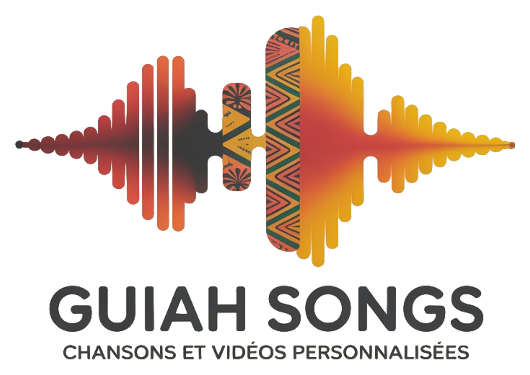 GUIAH SONGS
CHANSONS ET VIDÉOS PERSONNALISÉES